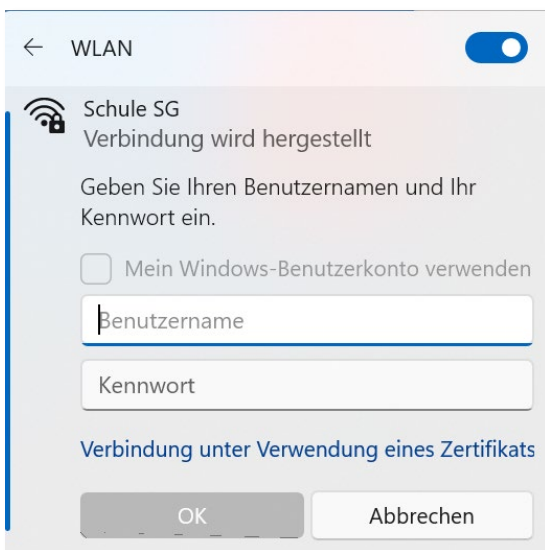 WLAN
Schule SG
Verbindung wird hergestellt
Geben Sie Ihren Benutzernamen und Ihr
Kennwort ein.
Mein Windows-Benutzerkonto verwenden
Benutzername
Kennwort
Verbindung unter Verwendung eines Zertifikats
OK
Abbrechen